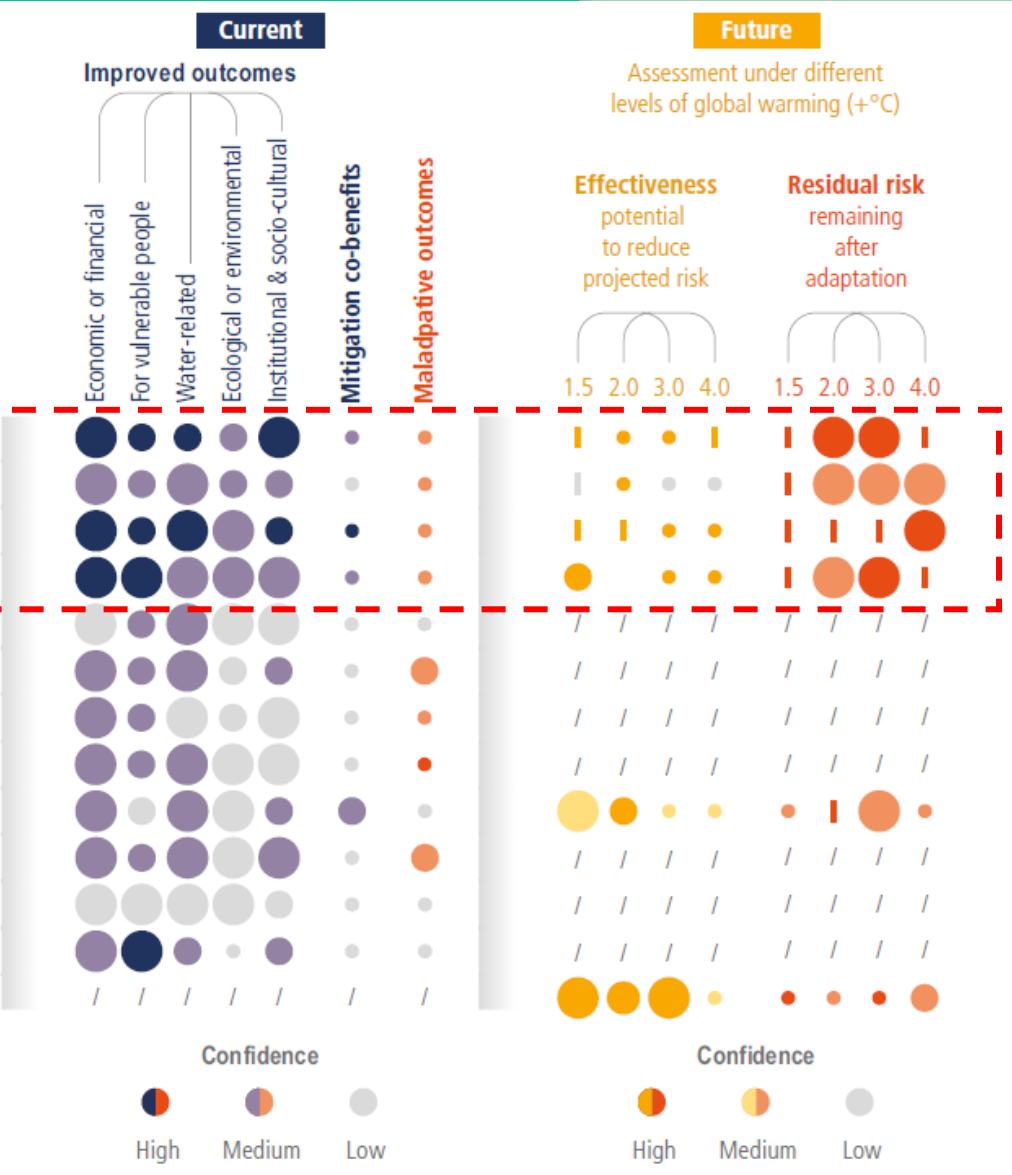 Current
Improved outcomes
Economic or financial
For vulnerable people
Water-related
Ecological or environmental
Institutional & socio-cultural
Mitigation co-benefits
Maladpative outcomes
Future
Assessment under different
levels of global warming (+°C)
Effectiveness
potential
to reduce
projected risk
Residual risk
remaining
after
adaptation
1.5 2.0 3.0 4.0
1.5 2.0 3.0 4.0
/ / / / / / / /
/ / / / / / / /
/ / / / / / / /
/ / / / / / / /
/ / / / / / / /
/ / / / / / / /
/ / / / / / / /
/ / / / / / /
Confidence
High Medium Low
Confidence
High Medium Low